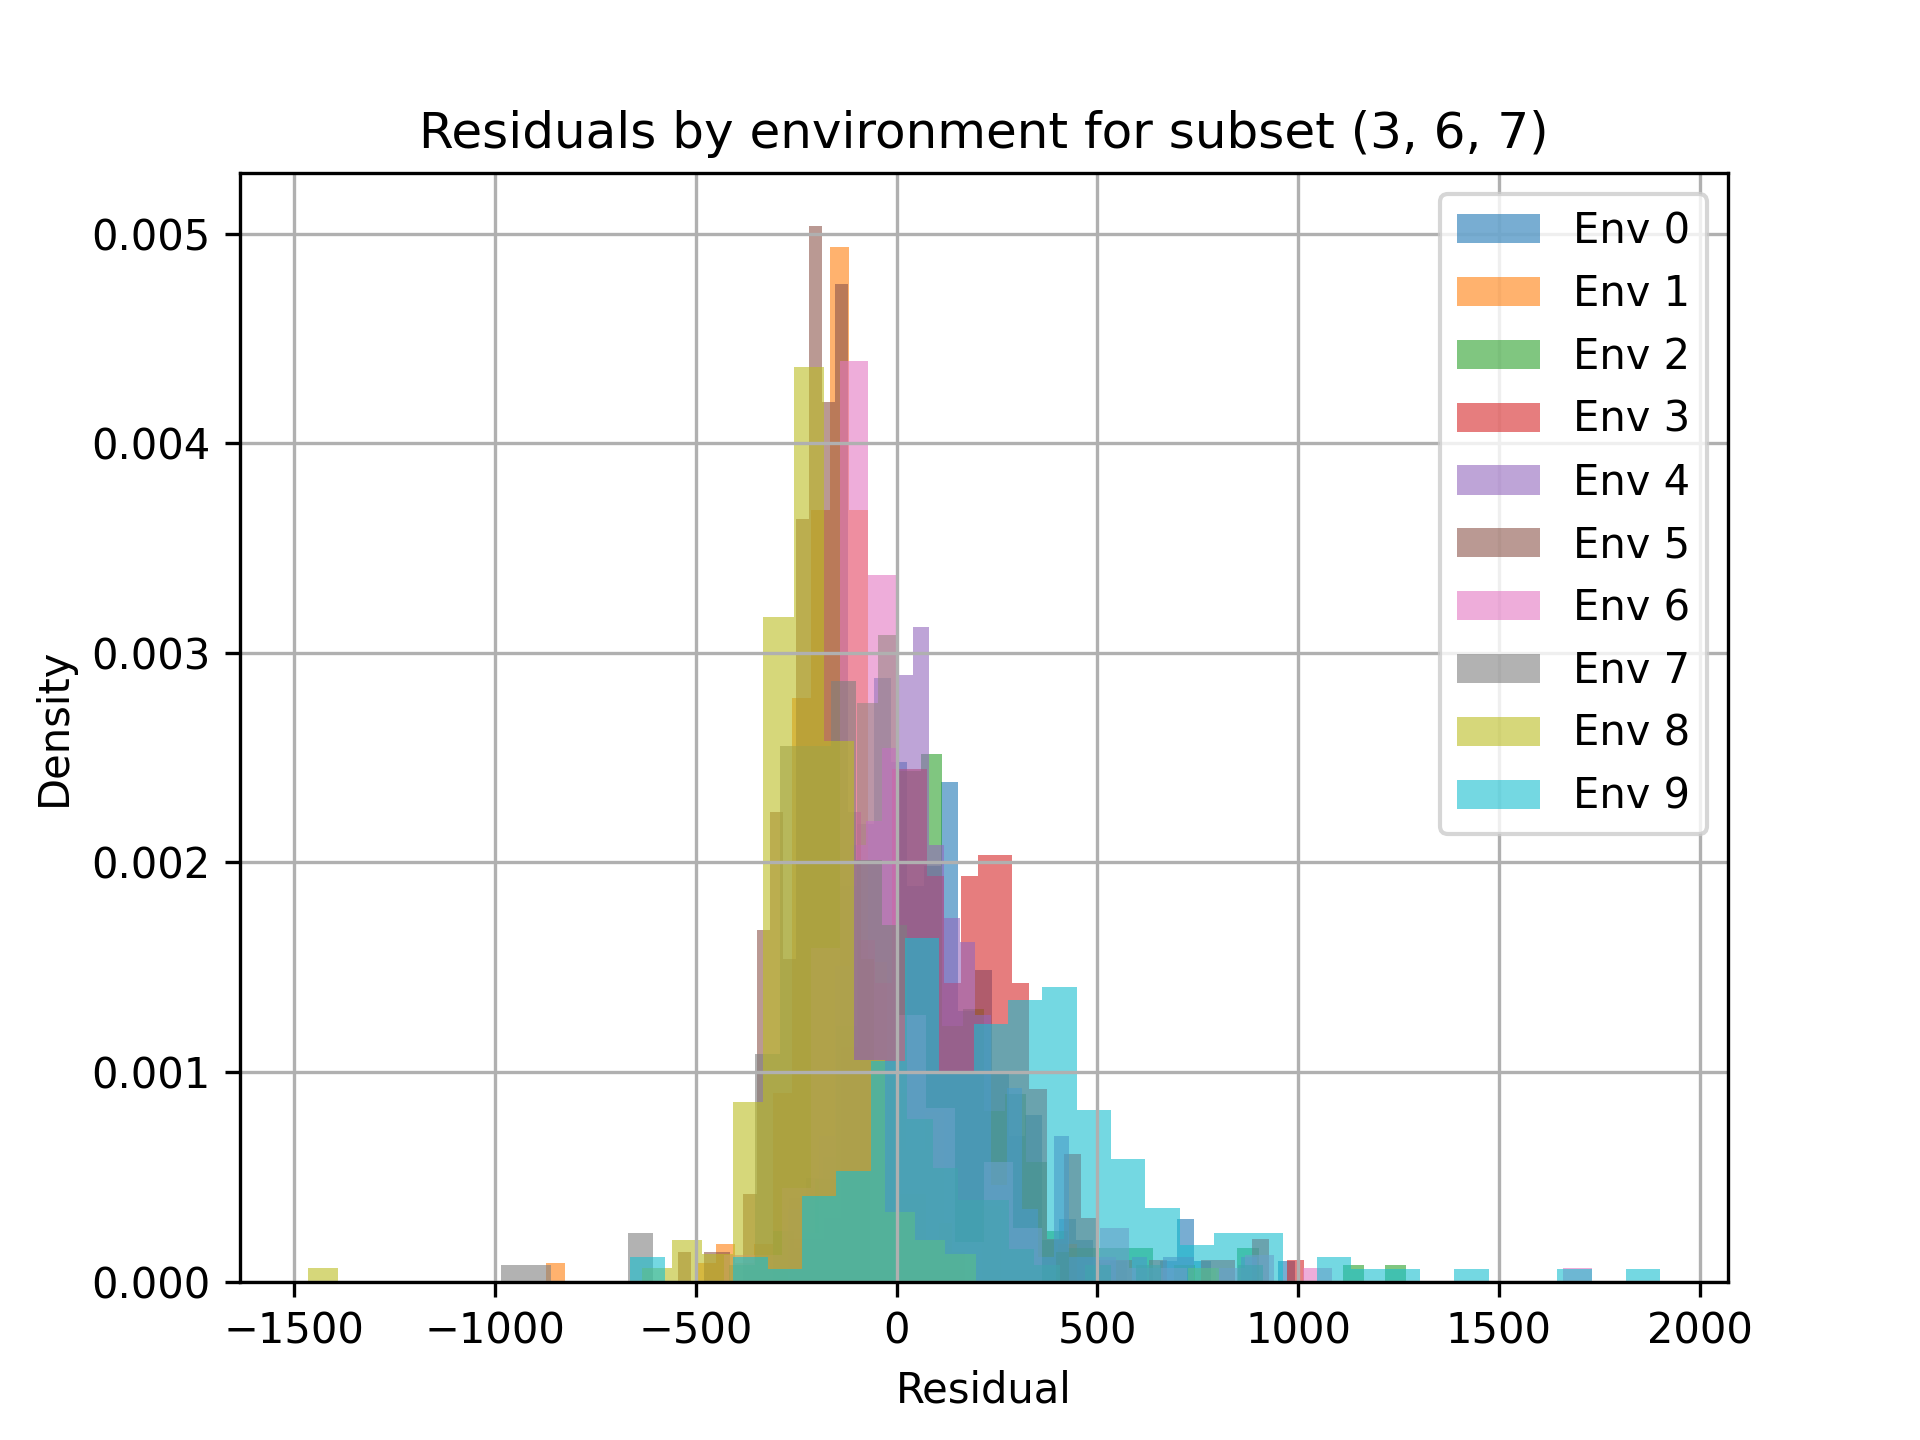 Residuals by environment for subset (3, 6, 7)
0.005
0.004
0.003
0.002
0.001
0.000
Density
−1500
−1000
−500
0
500
1000
1500
2000
Residual
Env 0
Env 1
Env 2
Env 3
Env 4
Env 5
Env 6
Env 7
Env 8
Env 9